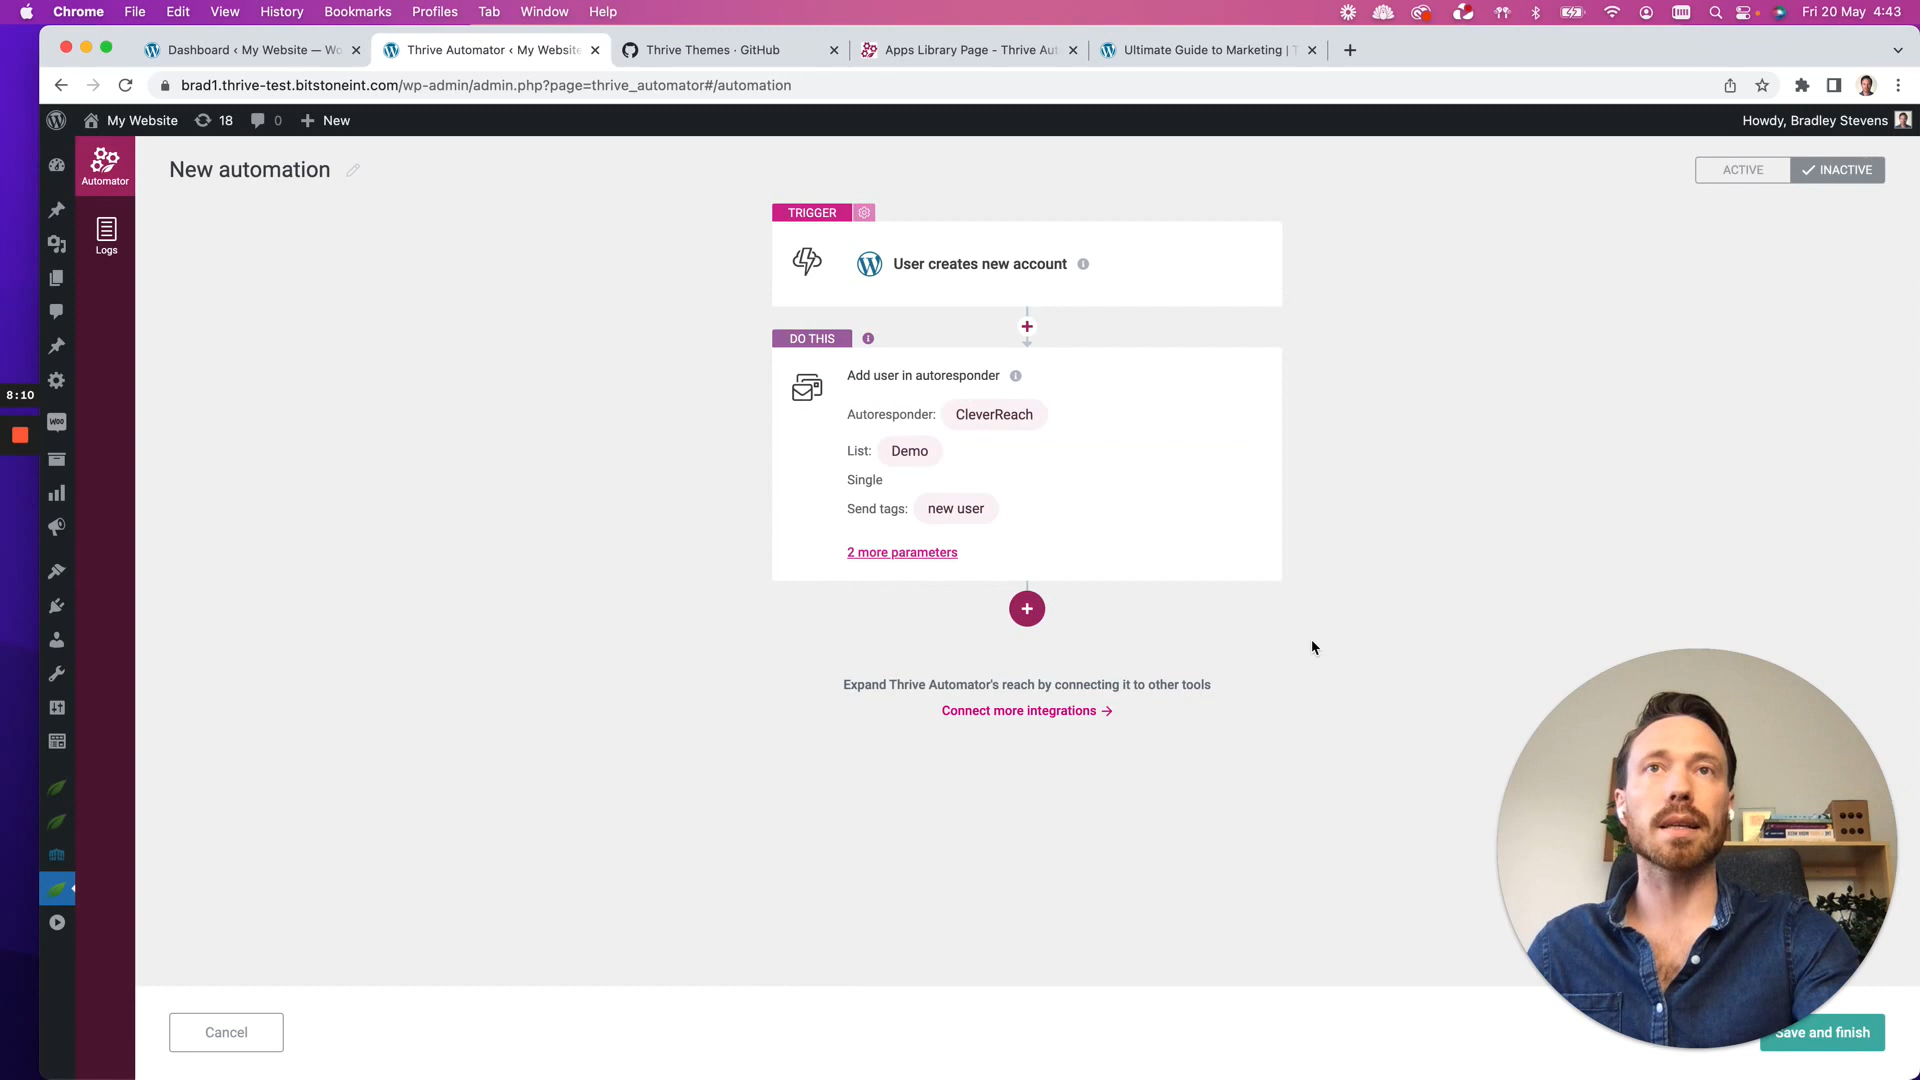 Chrome File Edit View History Bookmarks Profiles Tab Window Help Fri 20 May 4:43
Dashboard ‹ My Website — Wo Thrive Automator ‹ My Website Thrive Themes · GitHub Apps Library Page - Thrive Aut Ultimate Guide to Marketing | T
brad1.thrive-test.bitstoneint.com/wp-admin/admin.php?page=thrive_automator#/automation
My Website 18 0 New Howdy, Bradley Stevens
Automator
New automation
ACTIVE INACTIVE
TRIGGER
Logs
User creates new account
DO THIS
Add user in autoresponder
8:10
Autoresponder: CleverReach
WOO
List: Demo
Single
Send tags: new user
2 more parameters
Expand Thrive Automator's reach by connecting it to other tools
Connect more integrations →
Cancel
Save and finish